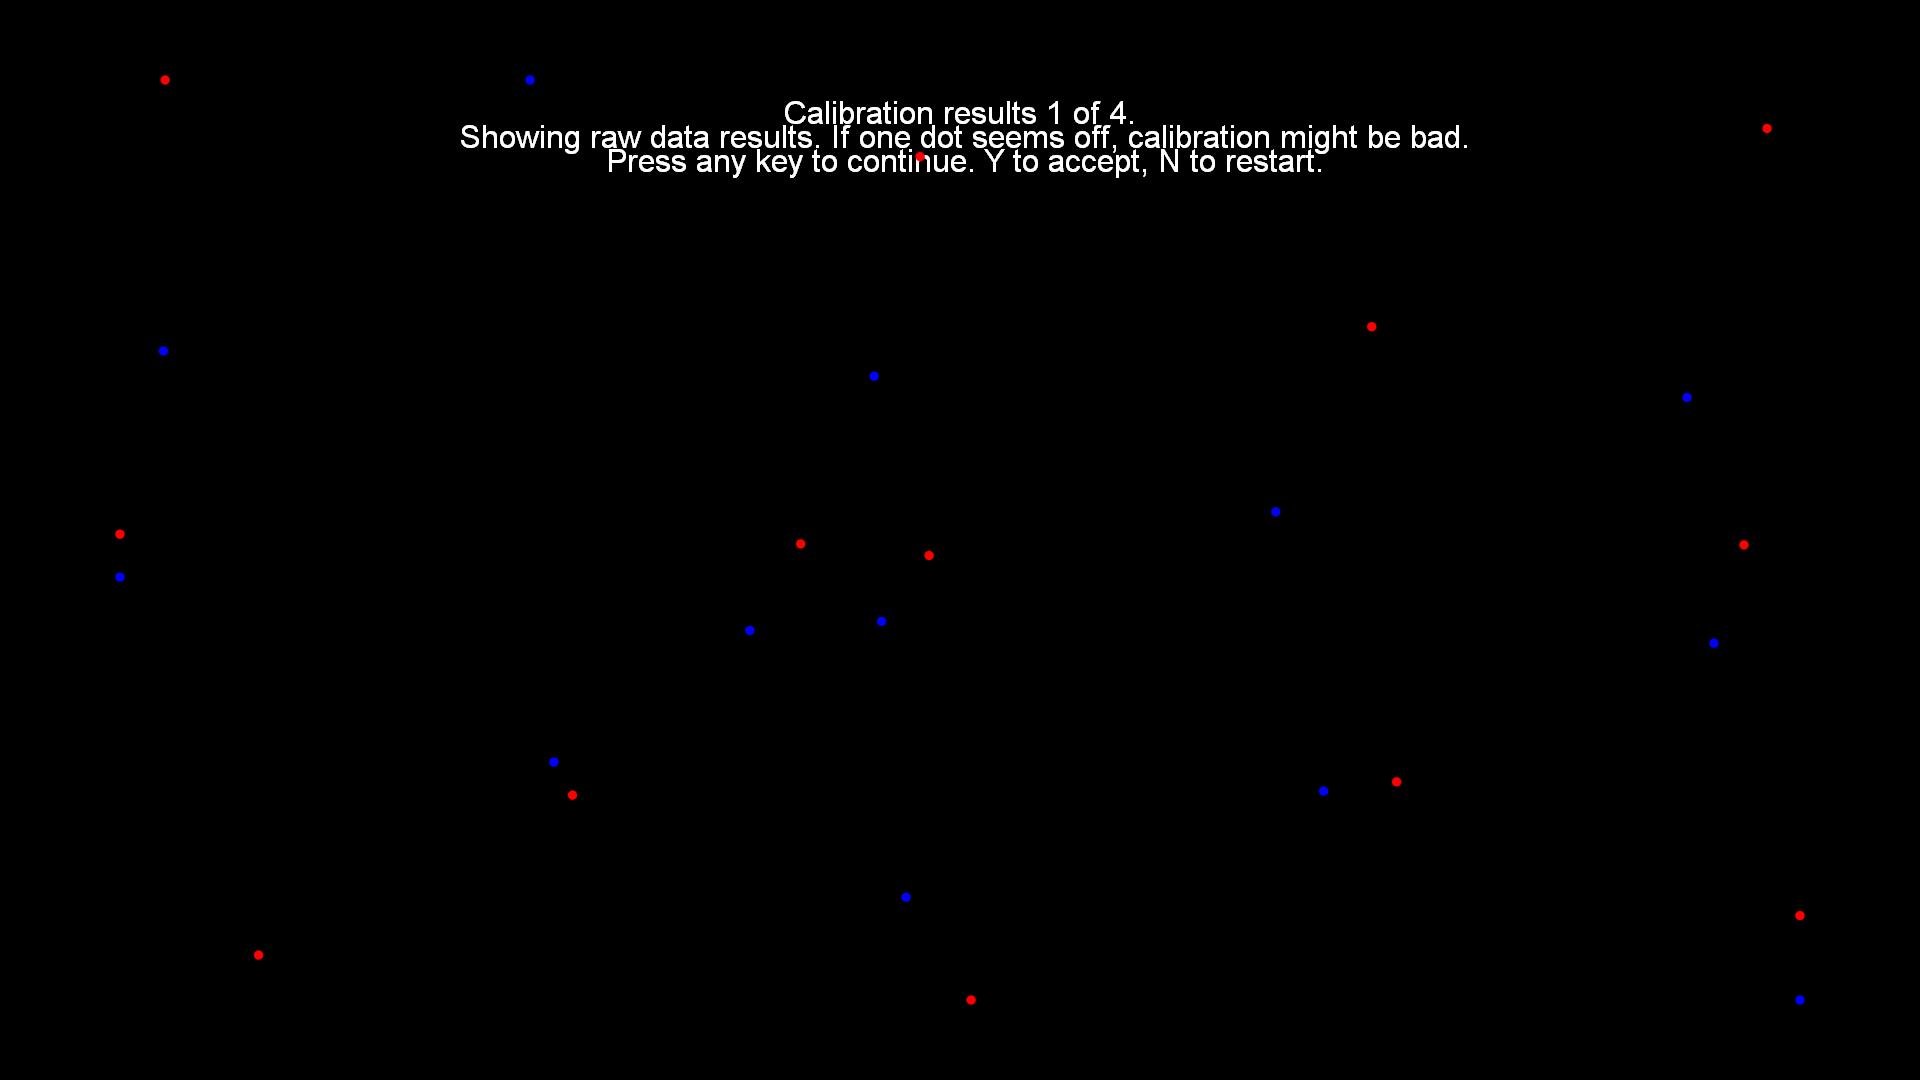 Calibration results 1 of 4.
Showing raw data results. If one dot seems off, calibration might be bad.
Press any key to continue. Y to accept, N to restart.